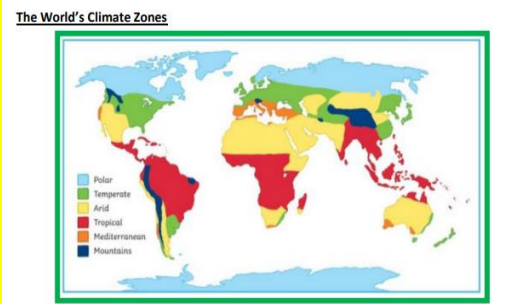 The World's Climate Zones
Polar
Temperate
Arid
Tropical
Mediterranean
Mountains